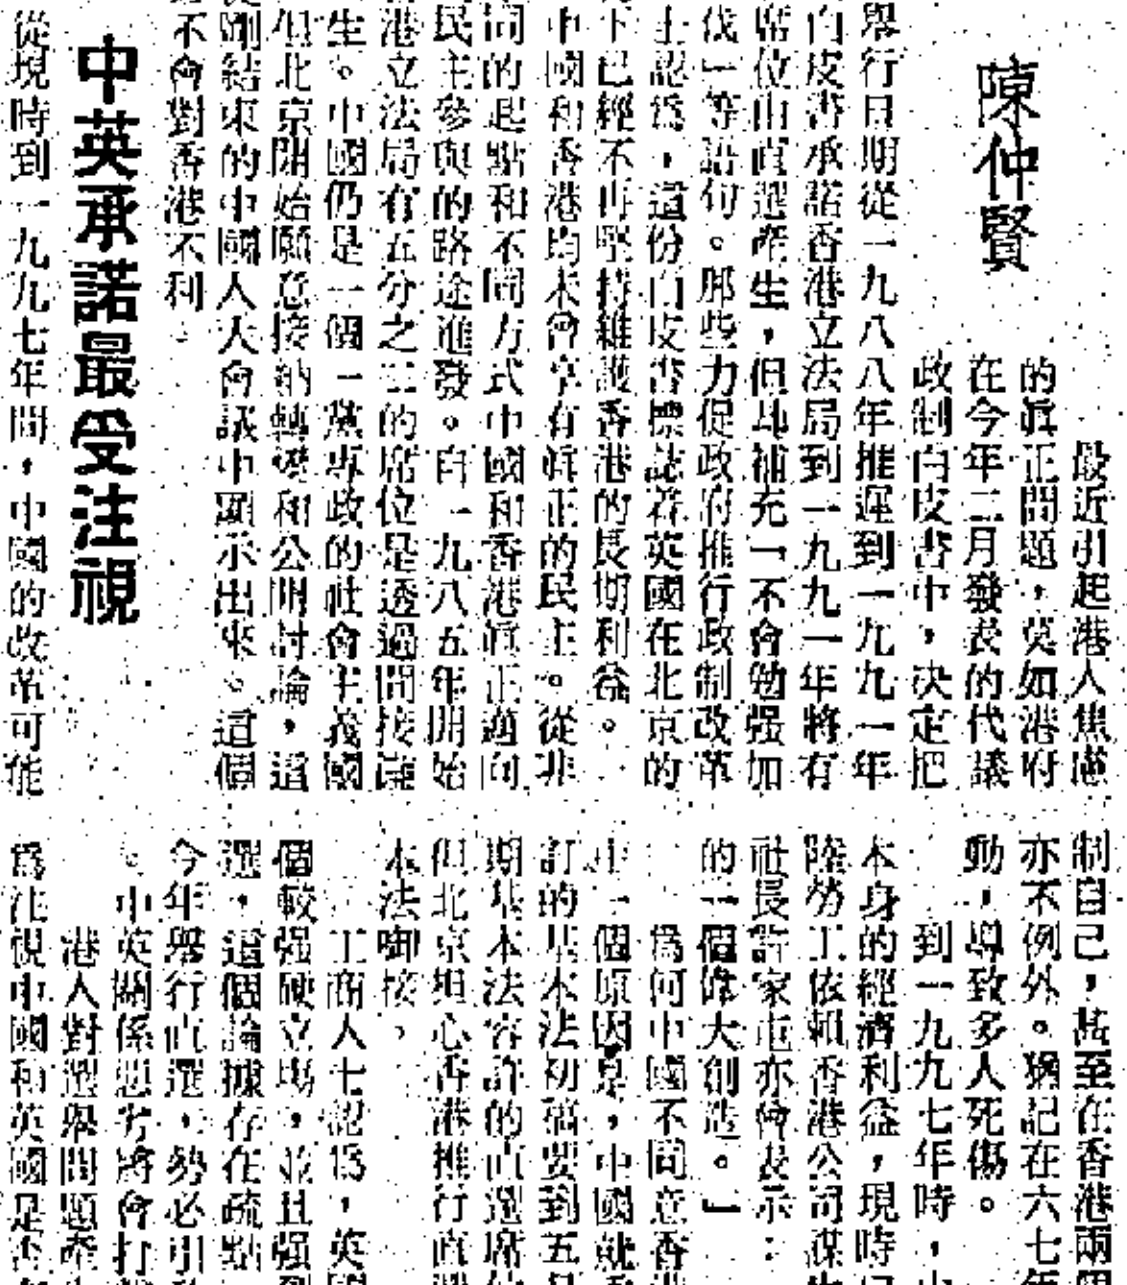 陳仲賢
最近引起港人焦慮
的眞正問題，莫如港府
在今年二月發表的代議
政制白皮書中，決定把
舉行日期從一九八八年推遲到一九九一年
白皮書承諾香港立法局到一九九一年將有
席位由直選產生，但却補充「不會勉强加
伐」等語句。那些力促政府推行政制改革
士認爲，這份白皮書標誌着英國在北京的
下已經不再堅持維護香港的長期利益。
中國和香港均未會享有眞正的民主。從非
同的起點和不同方式中國和香港眞正邁向
民主參與的路途進發。自一九八五年開始
港立法局有五分之二的席位是透過間接選
生。中國仍是一個一黨專政的社會主義國
但北京開始願意接納轉變和公開討論，這
從剛結束的中國人大會議中顯示出來。這個
不會對香港不利
中英承諾最受注視
從現時到一九九七年間，中國的改革可能
制自己，甚至在香港兩
亦不例外。猶記在六七年
動，導致多人死傷。
到一九九七年時，
本身的經濟利益，現時
陸勞工依賴香港公司謀
社長許家屯亦曾表示：
的一個偉大創造。」
爲何中國不同意香港
一個原因是，中國就
訂的基本法初稿要到五
期基本法容許的直選席
但北京担心香港推行直
本法啣接。
工商人士認爲，英國
個較强硬立場，並且强
選，這個論據存在疏點
今年舉行直選，勢必引
。中英關係惡劣將會打
港人對選舉問題
爲注視中國和英國是否